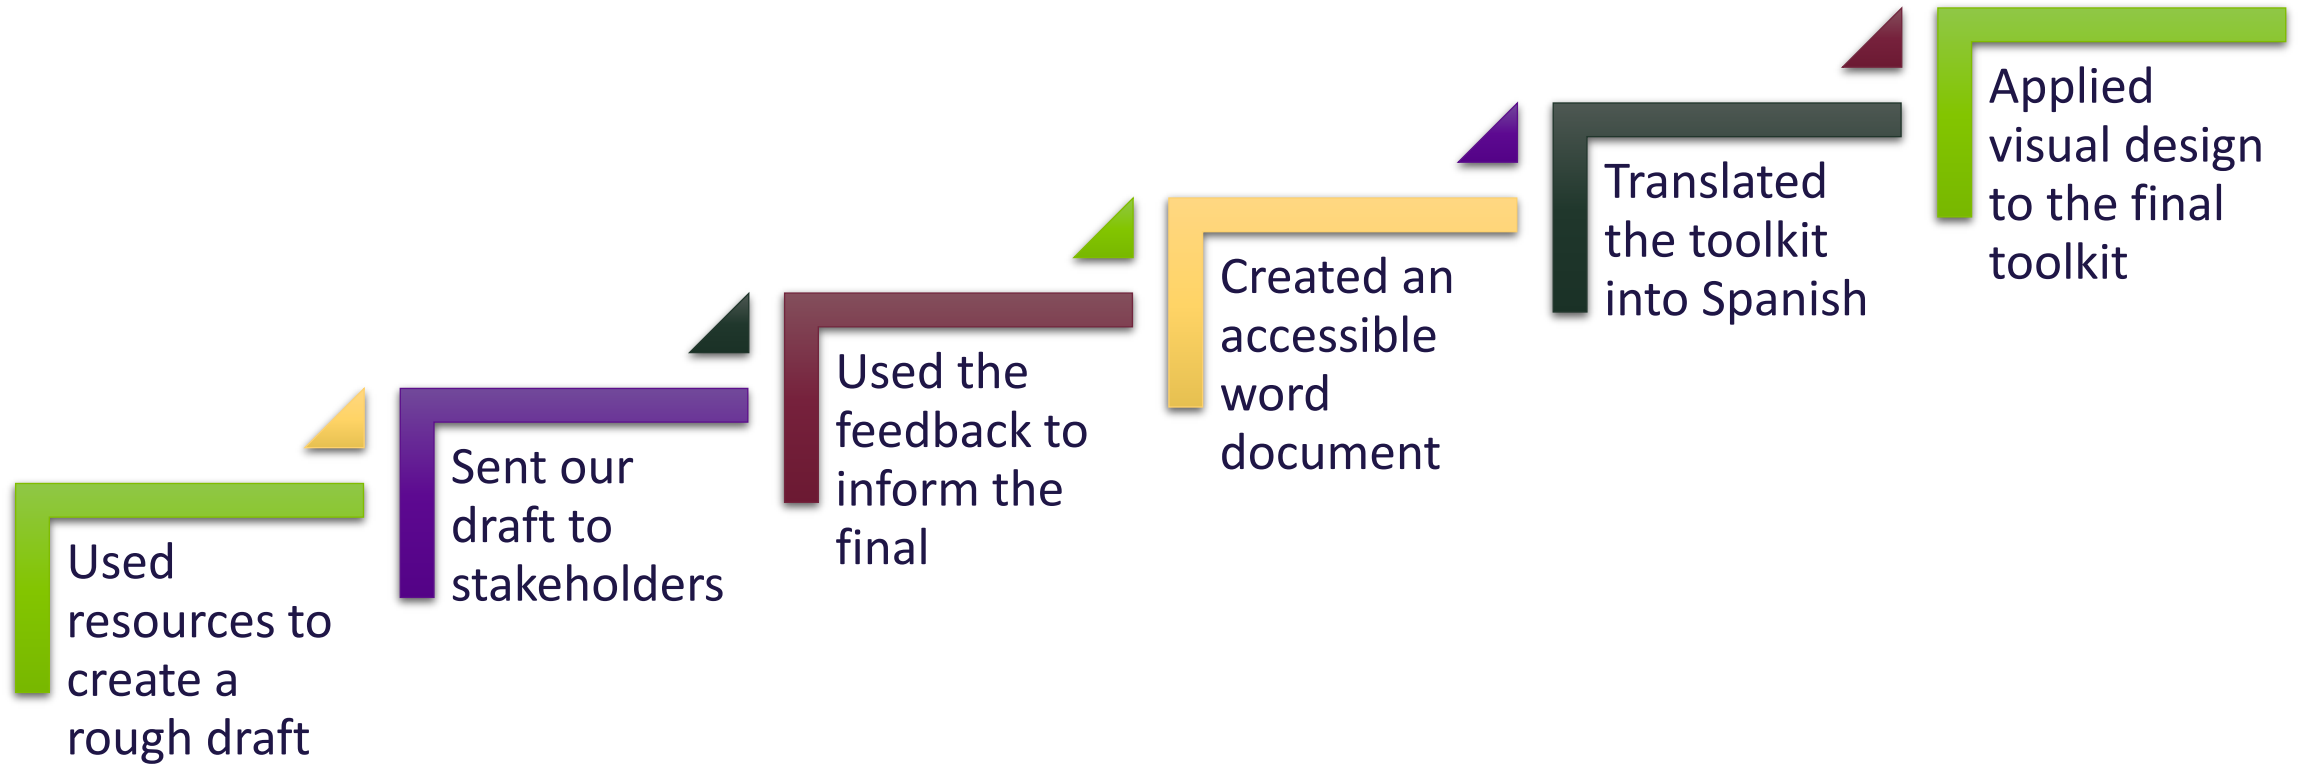 Used
resources to
create a
rough draft
Sent our
draft to
stakeholders
Used the
feedback to
inform the
final
Created an
accessible
word
document
Translated
the toolkit
into Spanish
Applied
visual design
to the final
toolkit